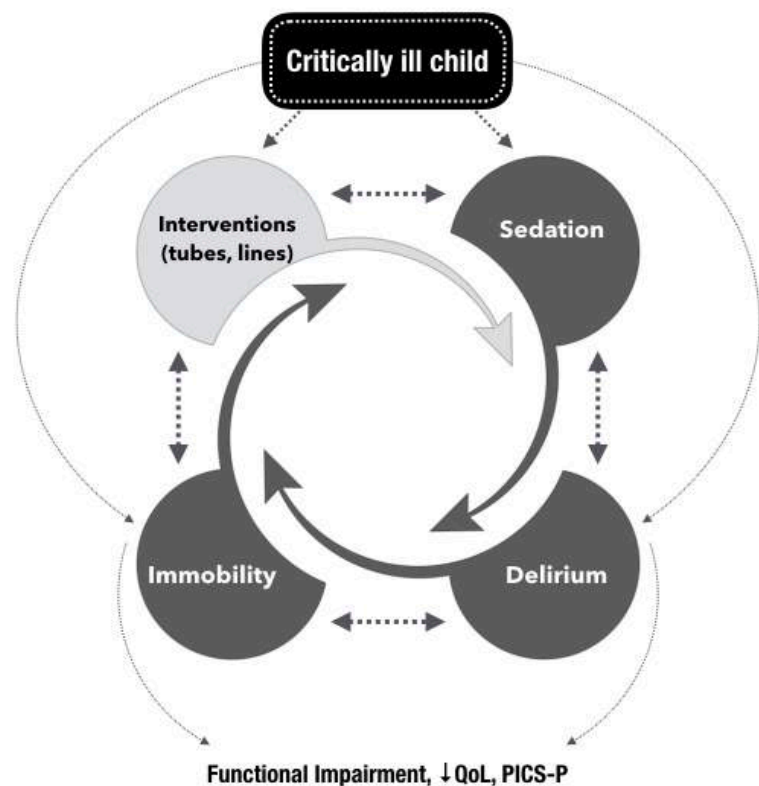 Critically ill child
Interventions
(tubes, lines)
Sedation
Immobility
Delirium
Functional Impairment, ↓QoL, PICS-P